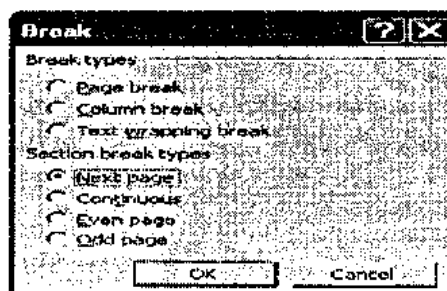 Break
Break types
Page break
Column break
Text wrapping break
Section break types
Next page
Continuous
Even page
Odd page
OK Cancel